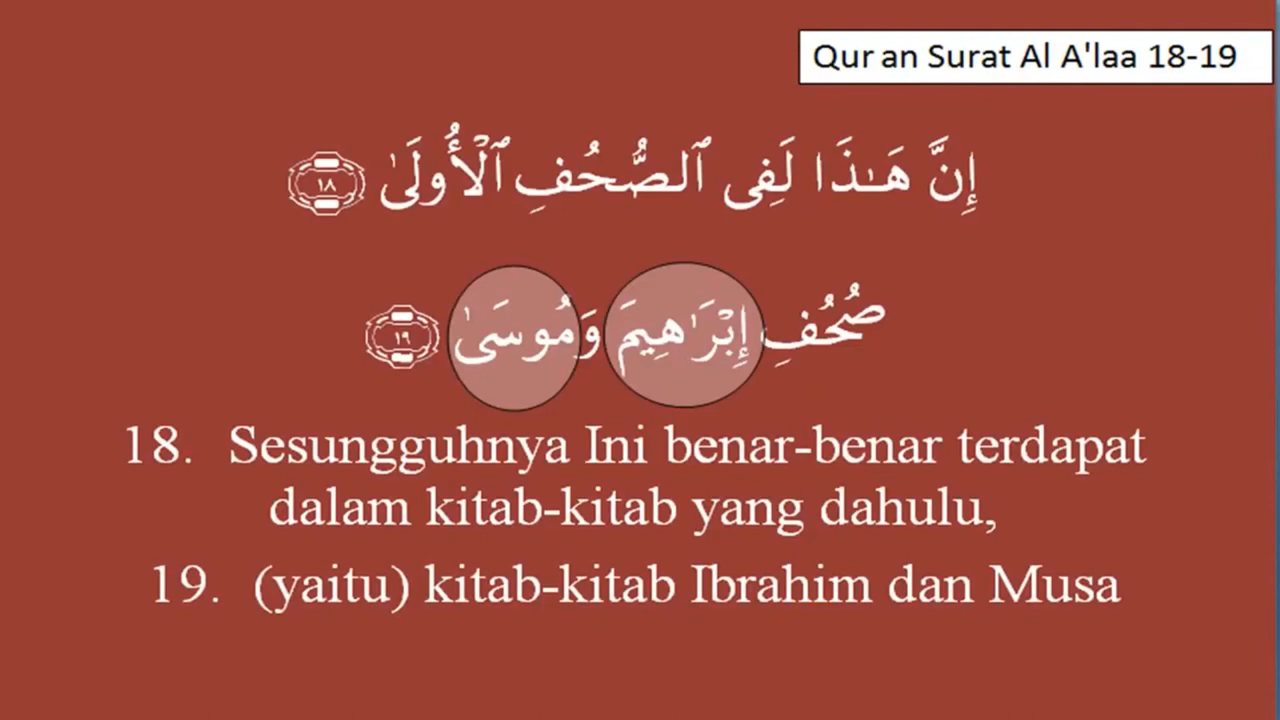 Qur an Surat Al A'laa 18-19
إِنَّ هَـٰذَا لَفِى ٱلصُّحُفِ ٱلْأُولَىٰ ١٨
صُحُفِ إِبْرَٰهِيمَ وَمُوسَىٰ ١٩
18. Sesungguhnya Ini benar-benar terdapat
dalam kitab-kitab yang dahulu,
19. (yaitu) kitab-kitab Ibrahim dan Musa